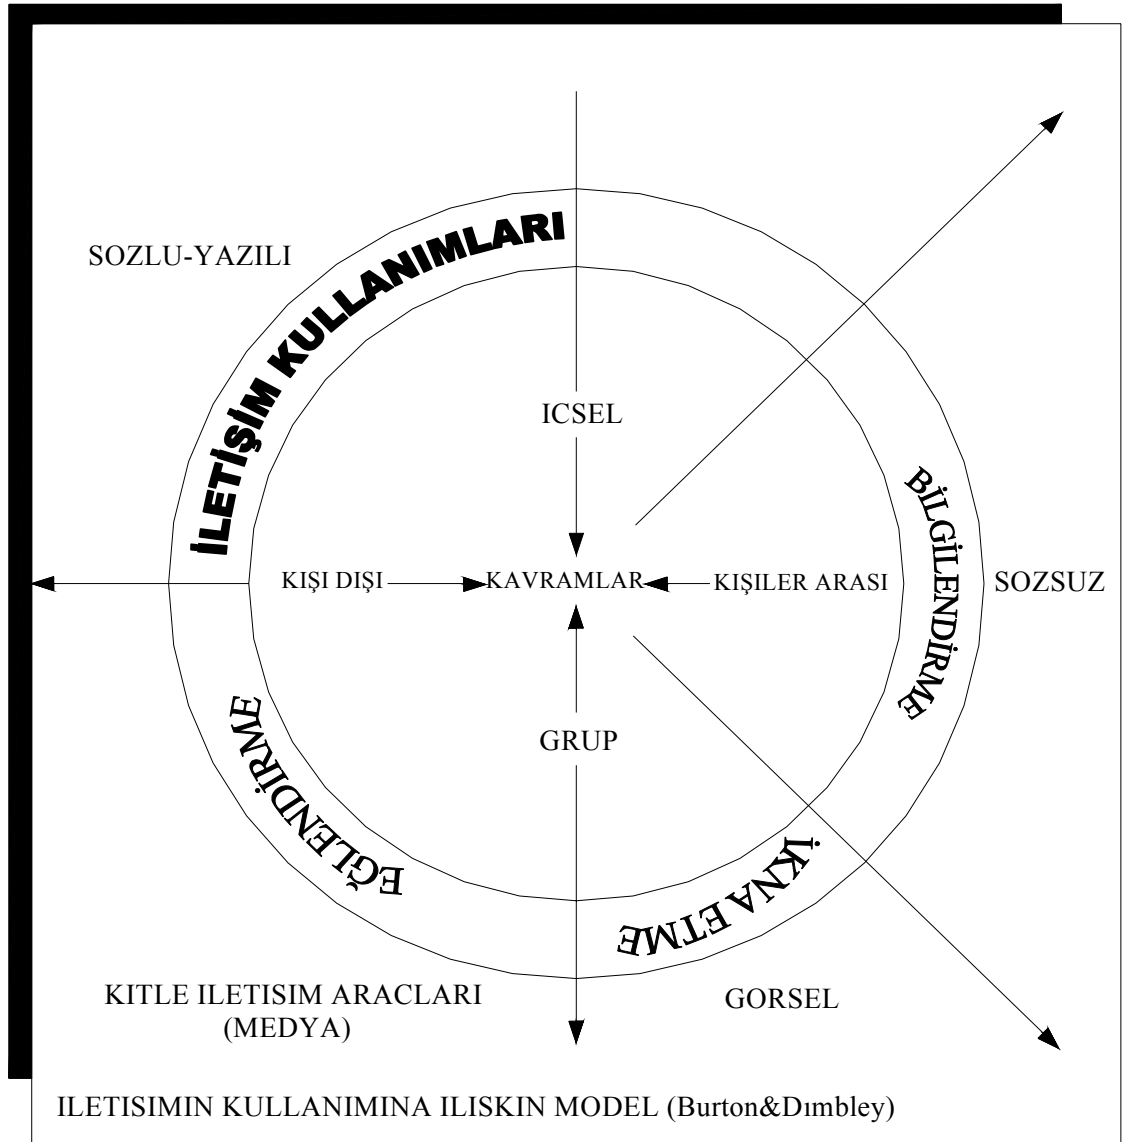 SOZLU-YAZILI
İLETİŞİM KULLANIMLARI
ICSEL
BİLGİLENDİRME
KIŞI DIŞI
KAVRAMLAR
KIŞILER ARASI
SOZSUZ
EĞLENDİRME
GRUP
İKNA ETME
KITLE ILETISIM ARACLARI
(MEDYA)
GORSEL
ILETISIMIN KULLANIMINA ILISKIN MODEL (Burton&Dımbley)